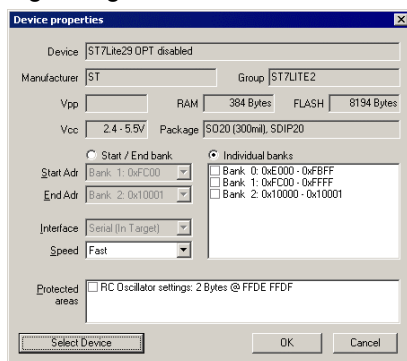 Device properties
Device ST7Lite29 OPT disabled
Manufacturer ST Group ST7LITE2
Vpp RAM 384 Bytes FLASH 8194 Bytes
Vcc 2.4 - 5.5V Package SO20 (300mil), SDIP20
Start / End bank Individual banks
Start Adr Bank 1: 0xFC00
End Adr Bank 2: 0x10001
Bank 0: 0xE000 - 0xFBFF
Bank 1: 0xFC00 - 0xFFFF
Bank 2: 0x10000 - 0x10001
Interface Serial (In Target)
Speed Fast
Protected areas
RC Oscillator settings: 2 Bytes @ FFDE FFDF
Select Device OK Cancel